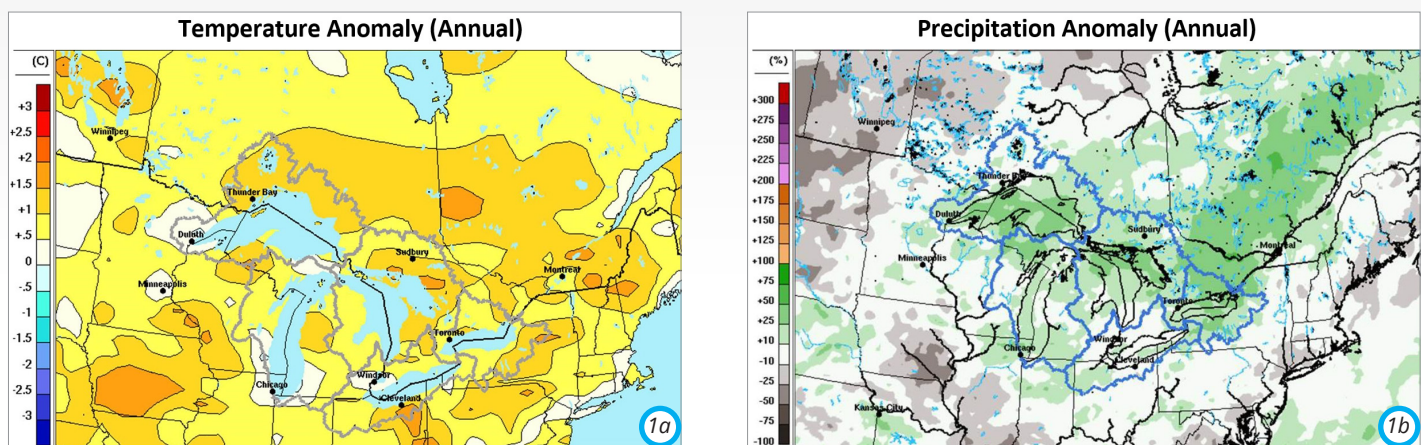 Temperature Anomaly (Annual)
(C)
+3
+2.5
+2
+1.5
+1
+.5
0
-.5
-1
-1.5
-2
-2.5
-3
Winnipeg
Thunder Bay
Duluth
Sudbury
Minneapolis
Montreal
Toronto
Windsor
Chicago
Cleveland
1a
Precipitation Anomaly (Annual)
(%)
+300
+275
+250
+225
+200
+175
+150
+125
+100
+75
+50
+25
+10
-10
-25
-50
-75
-100
Winnipeg
Thunder Bay
Duluth
Sudbury
Minneapolis
Montreal
Toronto
Windsor
Chicago
Cleveland
Kansas City
1b